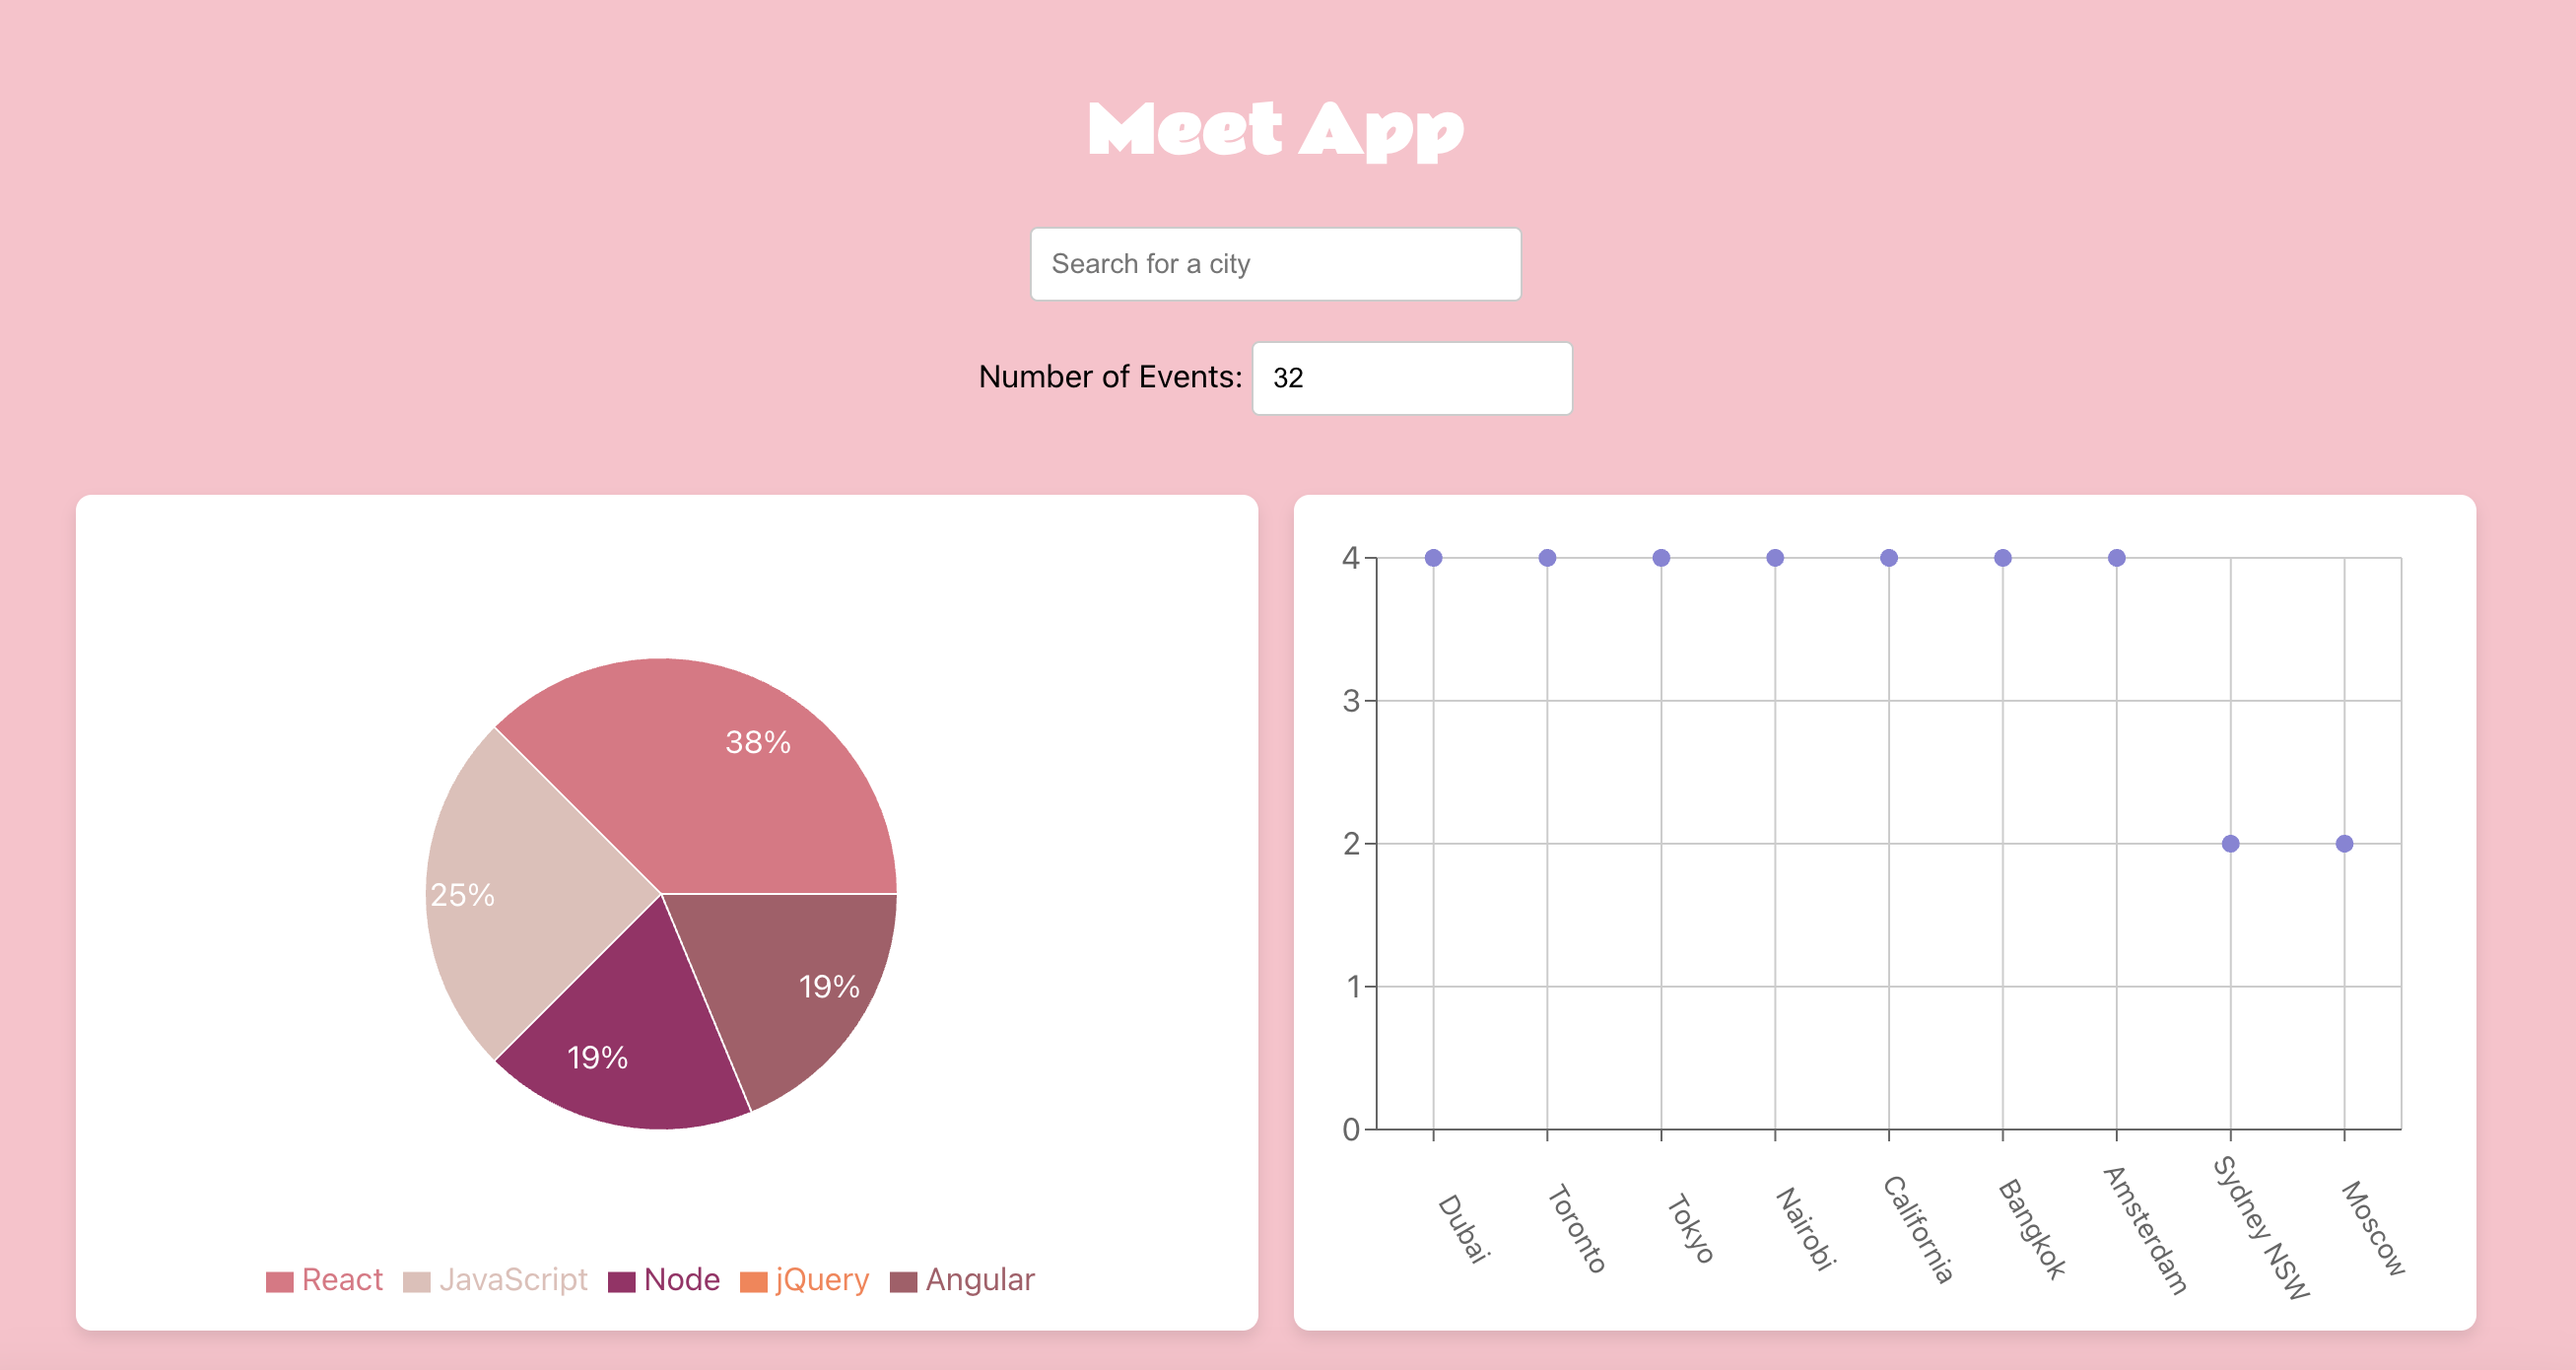 Meet App
Search for a city
Number of Events: 32
38%
25%
19%
19%
React JavaScript Node jQuery Angular
4
3
2
1
0
Dubai Toronto Tokyo Nairobi California Bangkok Amsterdam Sydney NSW Moscow